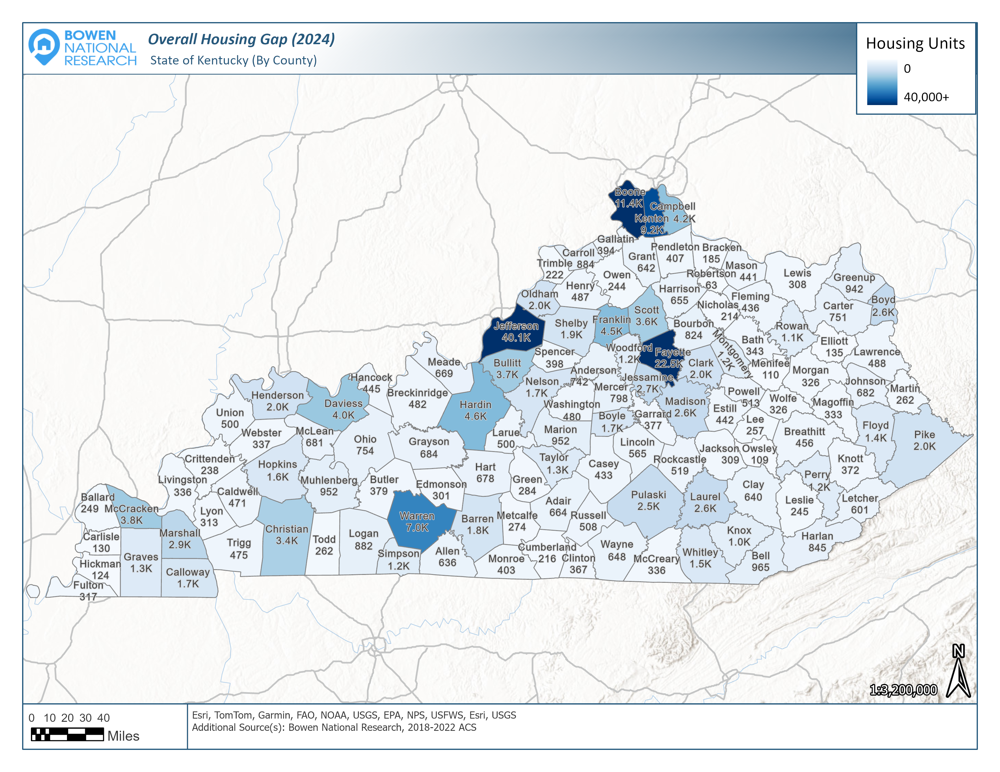 BOWEN
NATIONAL
RESEARCH
Overall Housing Gap (2024)
State of Kentucky (By County)
Housing Units
0
40,000+
Boone
11.4K
Campbell
4.2K
Kenton
9.2K
Gallatin
394
Carroll
884
Trimble
222
Grant
642
Pendleton
407
Bracken
185
Mason
441
Robertson
63
Lewis
308
Greenup
942
Boyd
2.6K
Carter
751
Owen
244
Henry
487
Oldham
2.0K
Harrison
655
Nicholas
214
Fleming
436
Rowan
1.1K
Elliott
135
Lawrence
488
Jefferson
40.1K
Shelby
1.9K
Franklin
4.5K
Scott
3.6K
Bourbon
824
Montgomery
1.2K
Bath
343
Menifee
110
Morgan
326
Johnson
682
Martin
262
Spencer
398
Bullitt
3.7K
Woodford
1.2K
Fayette
22.5K
Clark
2.0K
Anderson
742
Jessamine
2.7K
Mercer
798
Nelson
1.7K
Washington
480
Boyle
1.7K
Garrard
377
Madison
2.6K
Estill
442
Powell
513
Wolfe
326
Magoffin
333
Lee
257
Breathitt
456
Floyd
1.4K
Pike
2.0K
Meade
669
Hancock
445
Breckinridge
482
Hardin
4.6K
Larue
500
Marion
952
Taylor
1.3K
Lincoln
565
Casey
433
Rockcastle
519
Jackson
309
Owsley
109
Knott
372
Perry
1.2K
Letcher
601
Leslie
245
Clay
640
Laurel
2.6K
Pulaski
2.5K
Henderson
2.0K
Daviess
4.0K
Union
500
Webster
337
McLean
681
Ohio
754
Grayson
684
Hart
678
Green
284
Adair
664
Russell
508
Crittenden
238
Livingston
336
Hopkins
1.6K
Muhlenberg
952
Butler
379
Edmonson
301
Caldwell
471
Lyon
313
Warren
7.0K
Barren
1.8K
Metcalfe
274
Ballard
249
McCracken
3.8K
Marshall
2.9K
Carlisle
130
Hickman
124
Fulton
317
Graves
1.3K
Calloway
1.7K
Trigg
475
Christian
3.4K
Todd
262
Logan
882
Simpson
1.2K
Allen
636
Monroe
403
Cumberland
216
Clinton
367
Wayne
648
McCreary
336
Whitley
1.5K
Knox
1.0K
Bell
965
Harlan
845
N
1:3,200,000
0 10 20 30 40
Miles
Esri, TomTom, Garmin, FAO, NOAA, USGS, EPA, NPS, USFWS, Esri, USGS
Additional Source(s): Bowen National Research, 2018-2022 ACS